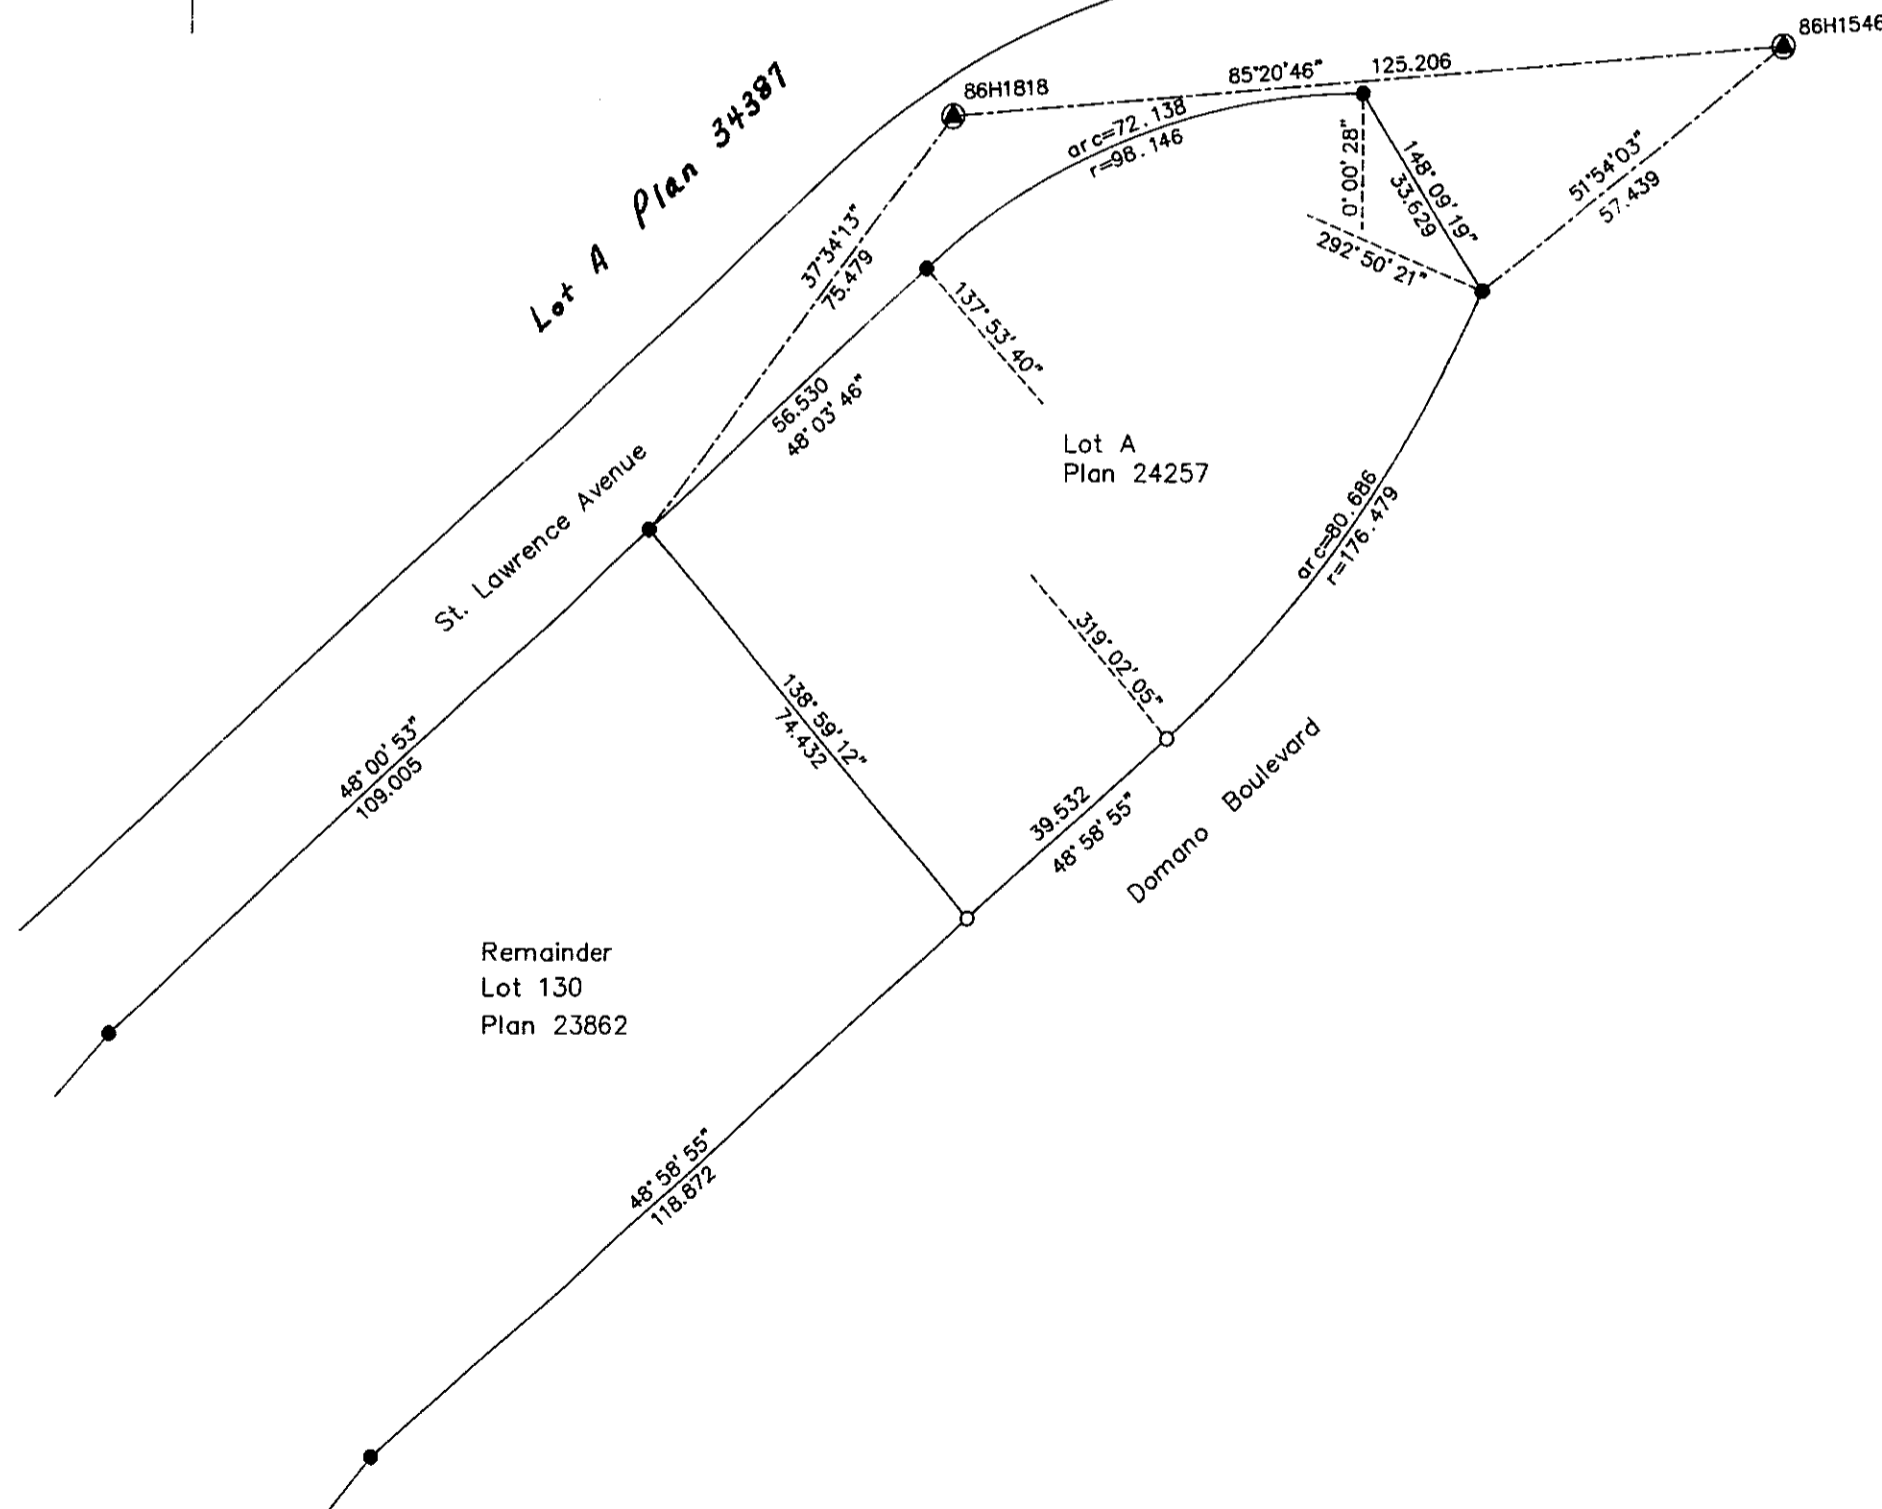 86H1546
86H1818
85°20'46" 125.206
Lot A Plan 34387
arc=72.138
r=98.146
0°00'28"
148°09'19"
33.629
51°54'03"
57.439
292°50'21"
37°34'13"
75.479
137°53'40"
56.530
48°03'46"
Lot A
Plan 24257
St. Lawrence Avenue
arc=80.686
r=176.479
319°02'05"
138°59'12"
74.432
48°00'53"
109.005
39.532
48°58'55"
Domano Boulevard
Remainder
Lot 130
Plan 23862
48°58'55"
118.872